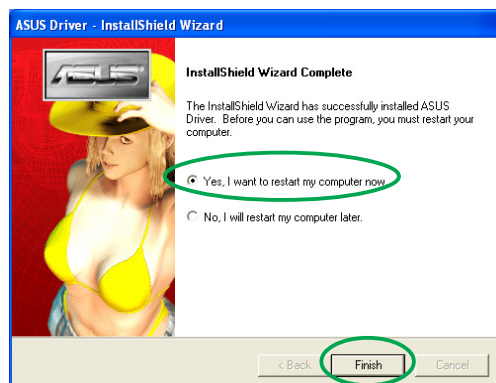 ASUS Driver - InstallShield Wizard
ASUS
InstallShield Wizard Complete
The InstallShield Wizard has successfully installed ASUS
Driver. Before you can use the program, you must restart your
computer.
Yes, I want to restart my computer now.
No, I will restart my computer later.
< Back
Finish
Cancel